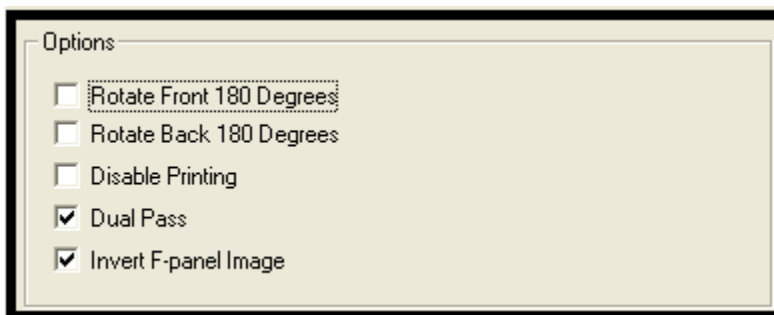 Options
Rotate Front 180 Degrees
Rotate Back 180 Degrees
Disable Printing
Dual Pass
Invert F-panel Image